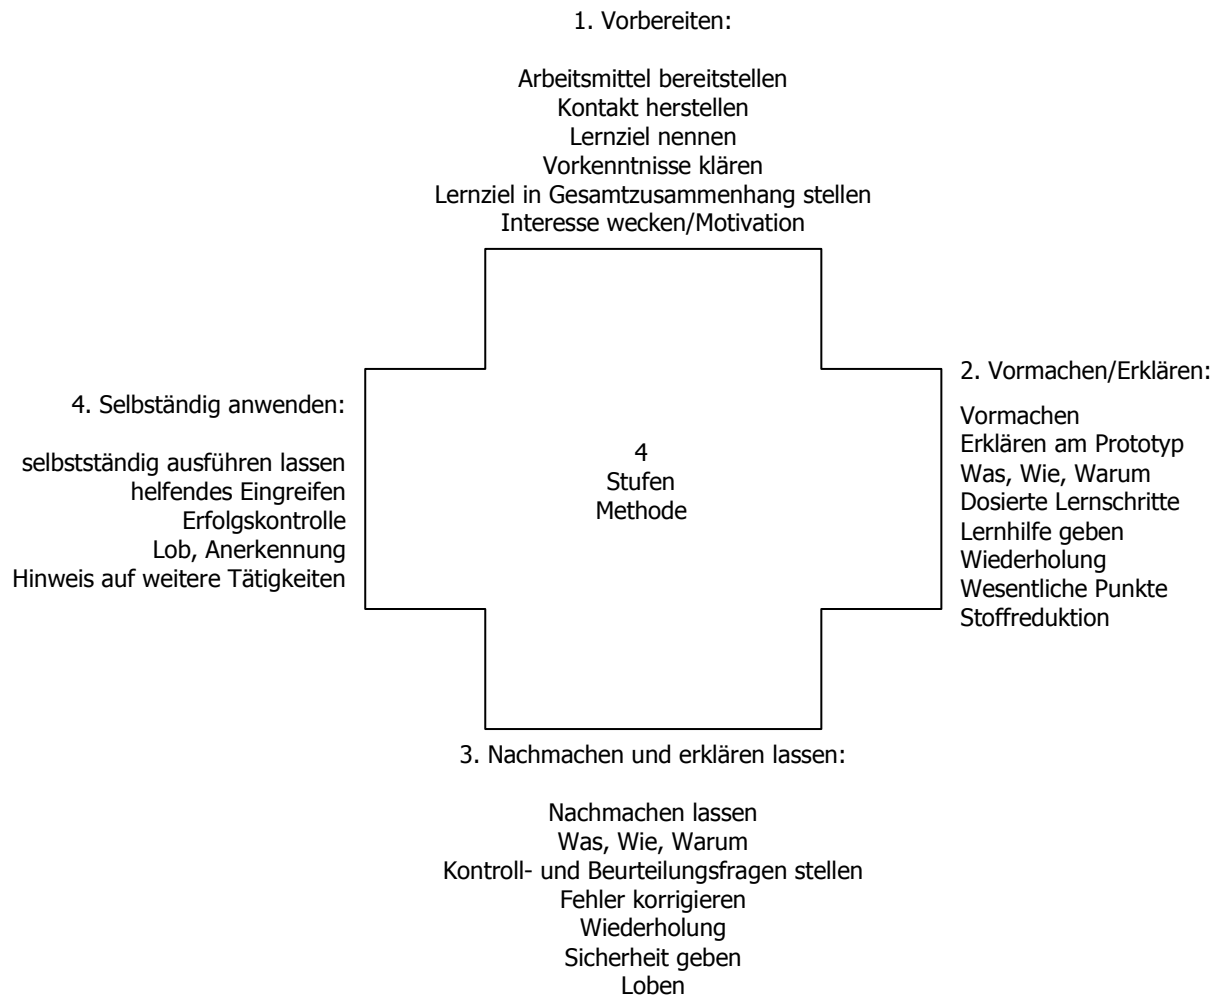 1. Vorbereiten:
Arbeitsmittel bereitstellen
Kontakt herstellen
Lernziel nennen
Vorkenntnisse klären
Lernziel in Gesamtzusammenhang stellen
Interesse wecken/Motivation
2. Vormachen/Erklären:
Vormachen
Erklären am Prototyp
Was, Wie, Warum
Dosierte Lernschritte
Lernhilfe geben
Wiederholung
Wesentliche Punkte
Stoffreduktion
4
Stufen
Methode
4. Selbständig anwenden:
selbstständig ausführen lassen
helfendes Eingreifen
Erfolgskontrolle
Lob, Anerkennung
Hinweis auf weitere Tätigkeiten
3. Nachmachen und erklären lassen:
Nachmachen lassen
Was, Wie, Warum
Kontroll- und Beurteilungsfragen stellen
Fehler korrigieren
Wiederholung
Sicherheit geben
Loben